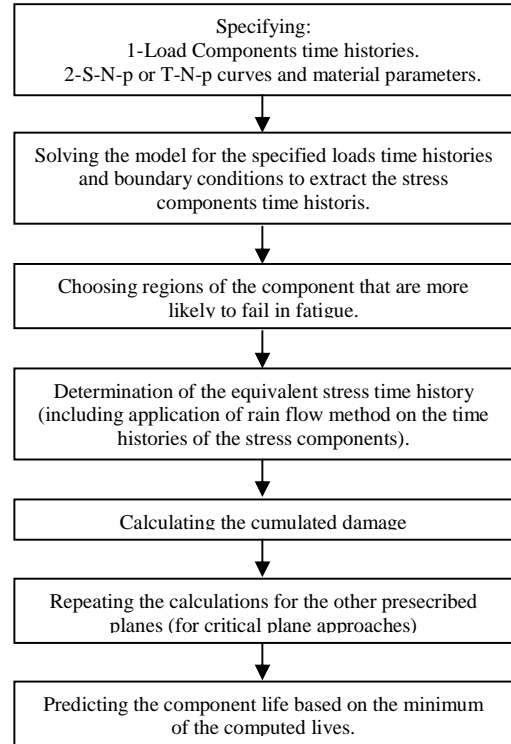 Specifying:
1-Load Components time histories.
2-S-N-p or T-N-p curves and material parameters.
Solving the model for the specified loads time histories
and boundary conditions to extract the stress
components time historis.
Choosing regions of the component that are more
likely to fail in fatigue.
Determination of the equivalent stress time history
(including application of rain flow method on the time
histories of the stress components).
Calculating the cumulated damage
Repeating the calculations for the other presecribed
planes (for critical plane approaches)
Predicting the component life based on the minimum
of the computed lives.